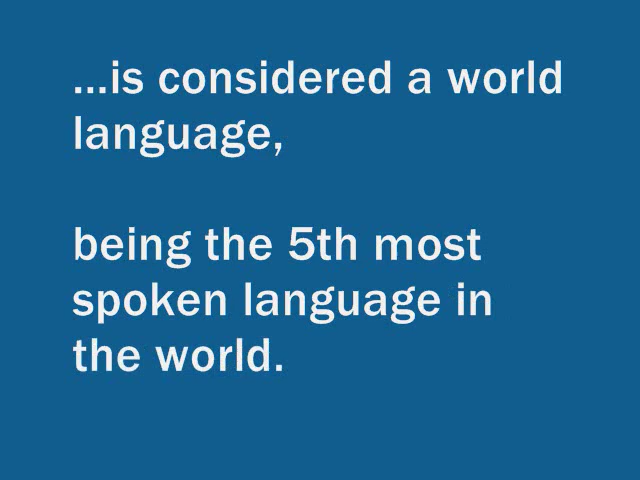 ...is considered a world
language,
being the 5th most
spoken language in
the world.